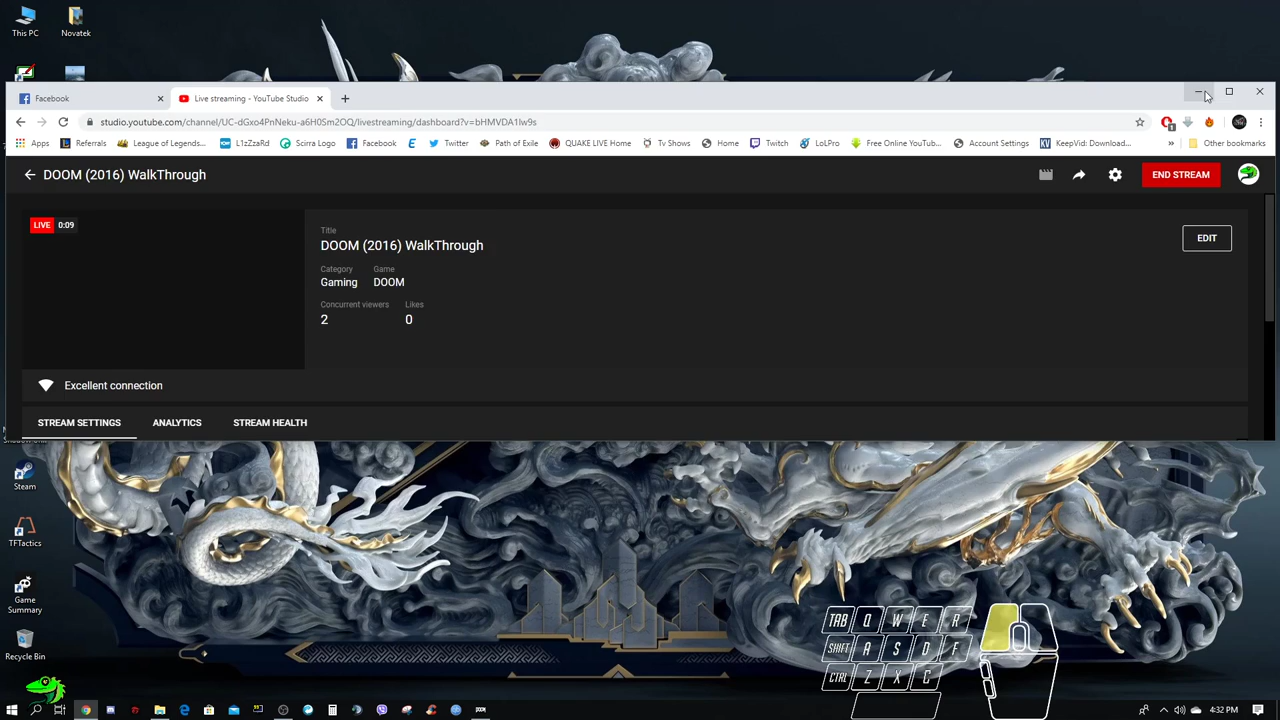 This PC
Novatek
Facebook
Live streaming - YouTube Studio
studio.youtube.com/channel/UC-dGxo4PnNeku-a6H0Sm2OQ/livestreaming/dashboard?v=bHMVDA1Iw9s
Apps
Referrals
League of Legends...
L1zZzaRd
Scirra Logo
Facebook
Twitter
Path of Exile
QUAKE LIVE Home
Tv Shows
Home
Twitch
LoLPro
Free Online YouTub...
Account Settings
KeepVid: Download...
»
Other bookmarks
DOOM (2016) WalkThrough
END STREAM
LIVE 0:09
Title
DOOM (2016) WalkThrough
EDIT
Category Game
Gaming DOOM
Concurrent viewers Likes
2 0
Excellent connection
STREAM SETTINGS ANALYTICS STREAM HEALTH
Steam
TFTactics
Game
Summary
Recycle Bin
TAB Q W E R
SHIFT A S D F
CTRL Z X C
4:32 PM